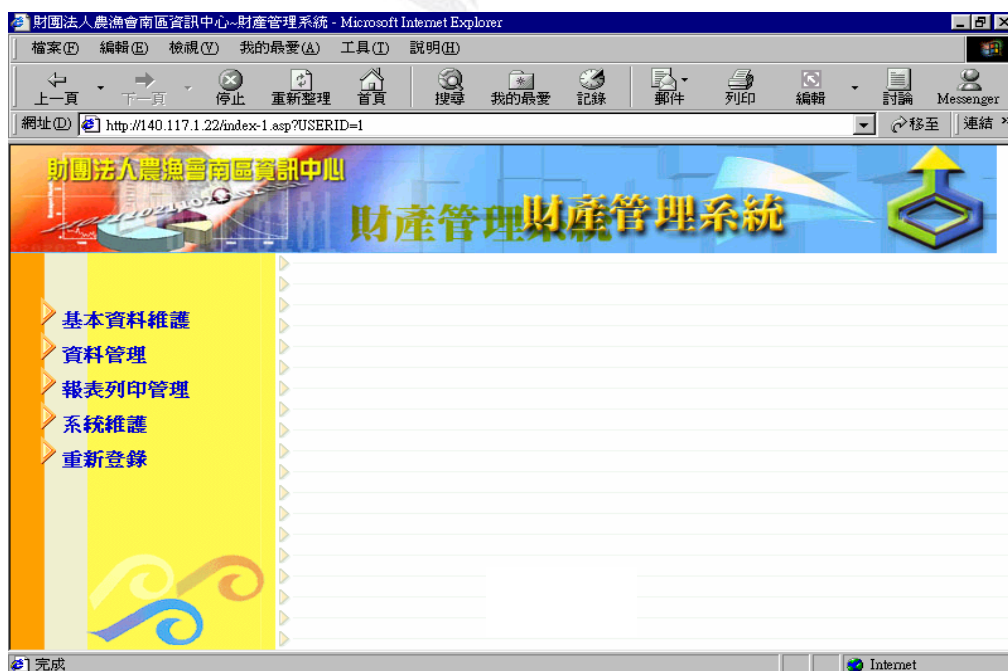 財團法人農漁會南區資訊中心~財產管理系統 - Microsoft Internet Explorer
檔案(F) 編輯(E) 檢視(V) 我的最愛(A) 工具(T) 說明(H)
上一頁 下一頁 停止 重新整理 首頁 搜尋 我的最愛 記錄 郵件 列印 編輯 討論 Messenger
網址(D) http://140.117.1.22/index-1.asp?USERID=1 移至 連結 »
財團法人農漁會南區資訊中心
財產管理系統
財產管理系統
基本資料維護
資料管理
報表列印管理
系統維護
重新登錄
完成 Internet